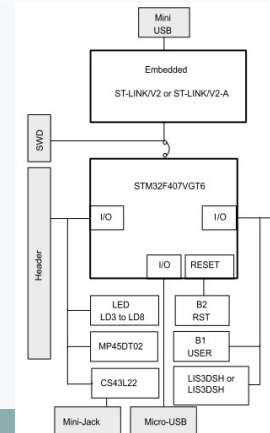 Mini
USB
Embedded
ST-LINK/V2 or ST-LINK/V2-A
SWD
STM32F407VGT6
I/O
I/O
Header
I/O
RESET
LED
LD3 to LD8
B2
RST
MP45DT02
B1
USER
CS43L22
LIS3DSH or
LIS3DSH
Mini-Jack
Micro-USB